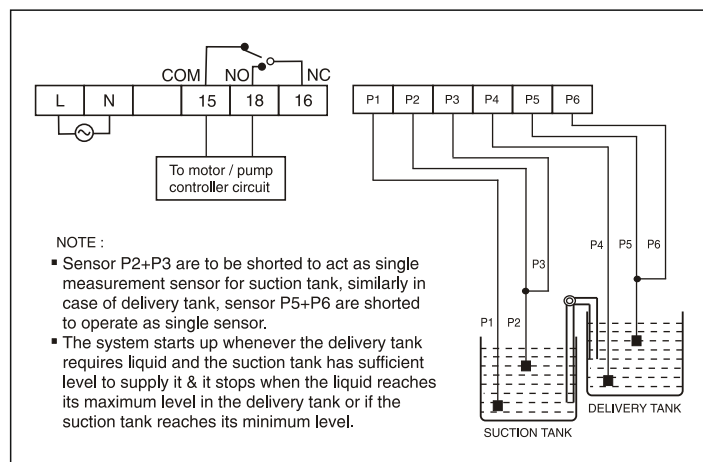 COM NO NC
L N 15 18 16
P1 P2 P3 P4 P5 P6
To motor / pump
controller circuit
NOTE :
▪ Sensor P2+P3 are to be shorted to act as single
measurement sensor for suction tank, similarly in
case of delivery tank, sensor P5+P6 are shorted
to operate as single sensor.
▪ The system starts up whenever the delivery tank
requires liquid and the suction tank has sufficient
level to supply it & it stops when the liquid reaches
its maximum level in the delivery tank or if the
suction tank reaches its minimum level.
P4 P5 P6
P3
P1 P2
DELIVERY TANK
SUCTION TANK